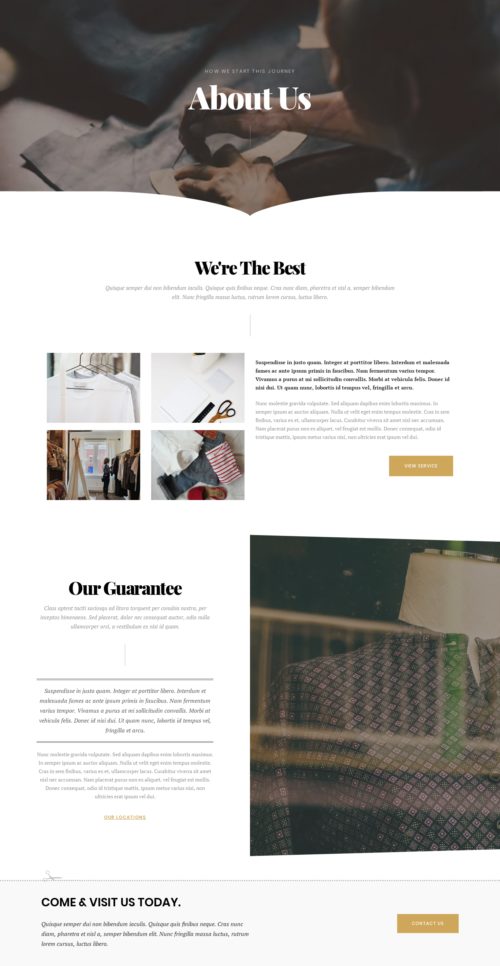 HOW WE START THIS JOURNEY
About Us
We're The Best
Quisque semper dui non bibendum iaculis. Quisque quis finibus neque. Cras nunc diam, pharetra et nisl a, semper bibendum
elit. Nunc fringilla massa luctus, rutrum lorem cursus, luctus libero.
Suspendisse in justo quam. Integer at porttitor libero. Interdum et malesuada
fames ac ante ipsum primis in faucibus. Nam fermentum varius tempor.
Vivamus a purus at mi sollicitudin convallis. Morbi at vehicula felis. Donec id
nisi dui. Ut quam nunc, lobortis id tempus vel, fringilla et arcu.
Nunc molestie gravida vulputate. Sed aliquam dapibus enim lobortis maximus. In
semper ipsum ac auctor aliquam. Nulla ut velit eget enim tempus endrerit. Cras in sem
finibus, varius ex et, ullamcorper lacus. Curabitur viverra sit amet nisl nec accumsan.
Nam placerat purus non ex aliquet, vel feugiat est mollis. Donec consequat, odio id
tristique mattis, ipsum metus varius nisi, non ultricies erat ipsum vel dui.
VIEW SERVICE
Our Guarantee
Class aptent taciti sociosqu ad litora torquent per conubia nostra, per
inceptos himenaeos. Sed placerat, dolor nec consequat auctor, odio nulla
ullamcorper orci, a vestibulum ex nisi id quam.
Suspendisse in justo quam. Integer at porttitor libero. Interdum et
malesuada fames ac ante ipsum primis in faucibus. Nam fermentum
varius tempor. Vivamus a purus at mi sollicitudin convallis. Morbi at
vehicula felis. Donec id nisi dui. Ut quam nunc, lobortis id tempus vel,
fringilla et arcu.
Nunc molestie gravida vulputate. Sed aliquam dapibus enim lobortis maximus.
In semper ipsum ac auctor aliquam. Nulla ut velit eget enim tempus endrerit.
Cras in sem finibus, varius ex et, ullamcorper lacus. Curabitur viverra sit amet
nisl nec accumsan. Nam placerat purus non ex aliquet, vel feugiat est mollis.
Donec consequat, odio id tristique mattis, ipsum metus varius nisi, non
ultricies erat ipsum vel dui.
OUR LOCATIONS
COME & VISIT US TODAY.
Quisque semper dui non bibendum iaculis. Quisque quis finibus neque. Cras nunc
diam, pharetra et nisl a, semper bibendum elit. Nunc fringilla massa luctus, rutrum
lorem cursus, luctus libero.
CONTACT US